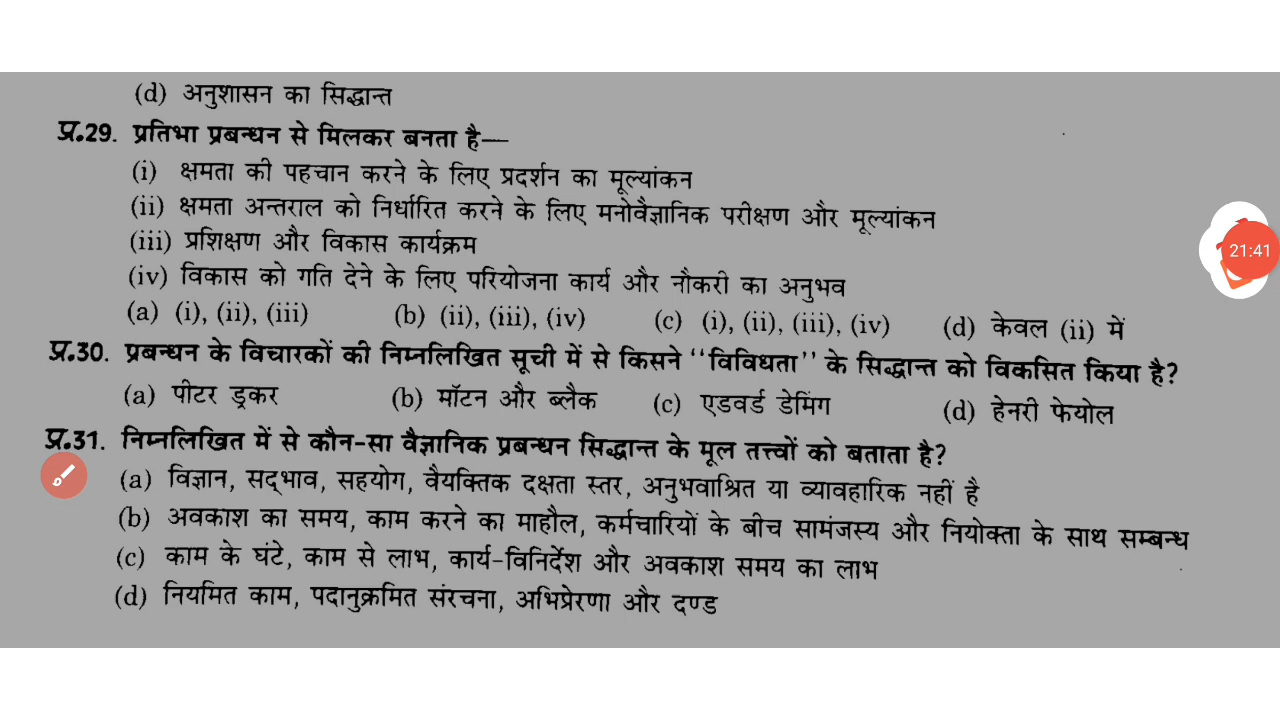 (d) अनुशासन का सिद्धान्त
प्र.29. प्रतिभा प्रबन्धन से मिलकर बनता है—
(i) क्षमता की पहचान करने के लिए प्रदर्शन का मूल्यांकन
(ii) क्षमता अन्तराल को निर्धारित करने के लिए मनोवैज्ञानिक परीक्षण और मूल्यांकन
(iii) प्रशिक्षण और विकास कार्यक्रम
(iv) विकास को गति देने के लिए परियोजना कार्य और नौकरी का अनुभव
(a) (i), (ii), (iii) (b) (ii), (iii), (iv) (c) (i), (ii), (iii), (iv) (d) केवल (ii) में
प्र.30. प्रबन्धन के विचारकों की निम्नलिखित सूची में से किसने ‘‘विविधता’’ के सिद्धान्त को विकसित किया है?
(a) पीटर ड्रकर (b) मॉटन और ब्लैक (c) एडवर्ड डेमिंग (d) हेनरी फेयोल
प्र.31. निम्नलिखित में से कौन-सा वैज्ञानिक प्रबन्धन सिद्धान्त के मूल तत्त्वों को बताता है?
(a) विज्ञान, सद्‌भाव, सहयोग, वैयक्तिक दक्षता स्तर, अनुभवाश्रित या व्यावहारिक नहीं है
(b) अवकाश का समय, काम करने का माहौल, कर्मचारियों के बीच सामंजस्य और नियोक्ता के साथ सम्बन्ध
(c) काम के घंटे, काम से लाभ, कार्य-विनिर्देश और अवकाश समय का लाभ
(d) नियमित काम, पदानुक्रमित संरचना, अभिप्रेरणा और दण्ड
21:41